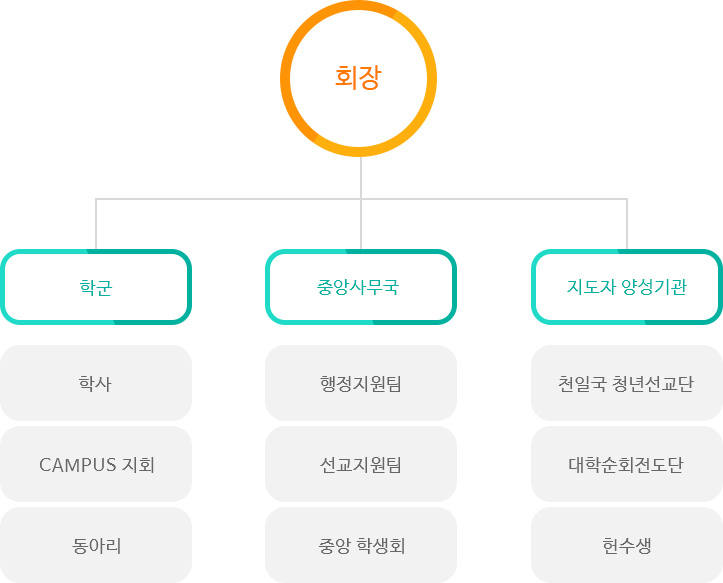 회장
학군
중앙사무국
지도자 양성기관
학사
행정지원팀
천일국 청년선교단
CAMPUS 지회
선교지원팀
대학순회전도단
동아리
중앙 학생회
헌수생